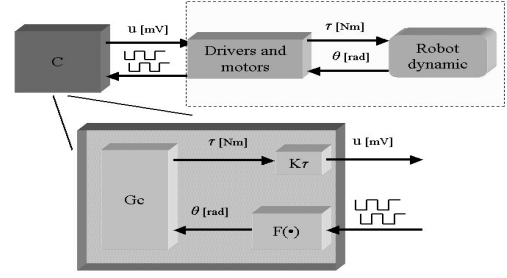 u [mV]
τ [Nm]
C
Drivers and
motors
Robot
dynamic
θ [rad]
τ [Nm]
u [mV]
Kτ
Gc
θ [rad]
F(•)